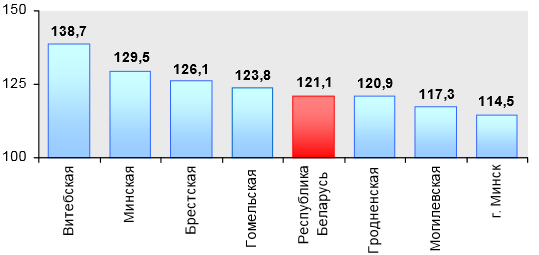 150
125
100
138,7
129,5
126,1
123,8
121,1
120,9
117,3
114,5
Витебская
Минская
Брестская
Гомельская
Республика
Беларусь
Гродненская
Могилевская
г. Минск